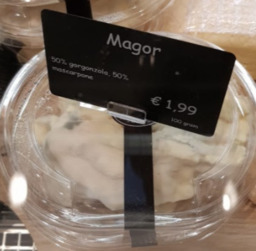 Magor
50% gorgonzola, 50%
mascarpone
€ 1,99
100 gram